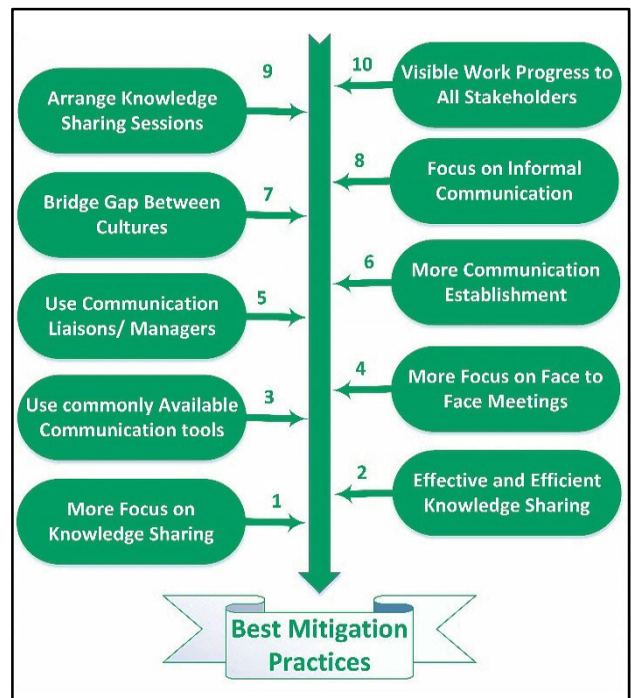 9
10
Arrange Knowledge
Sharing Sessions
Visible Work Progress to
All Stakeholders
7
8
Bridge Gap Between
Cultures
Focus on Informal
Communication
5
6
Use Communication
Liaisons/ Managers
More Communication
Establishment
3
4
Use commonly Available
Communication tools
More Focus on Face to
Face Meetings
1
2
More Focus on
Knowledge Sharing
Effective and Efficient
Knowledge Sharing
Best Mitigation
Practices